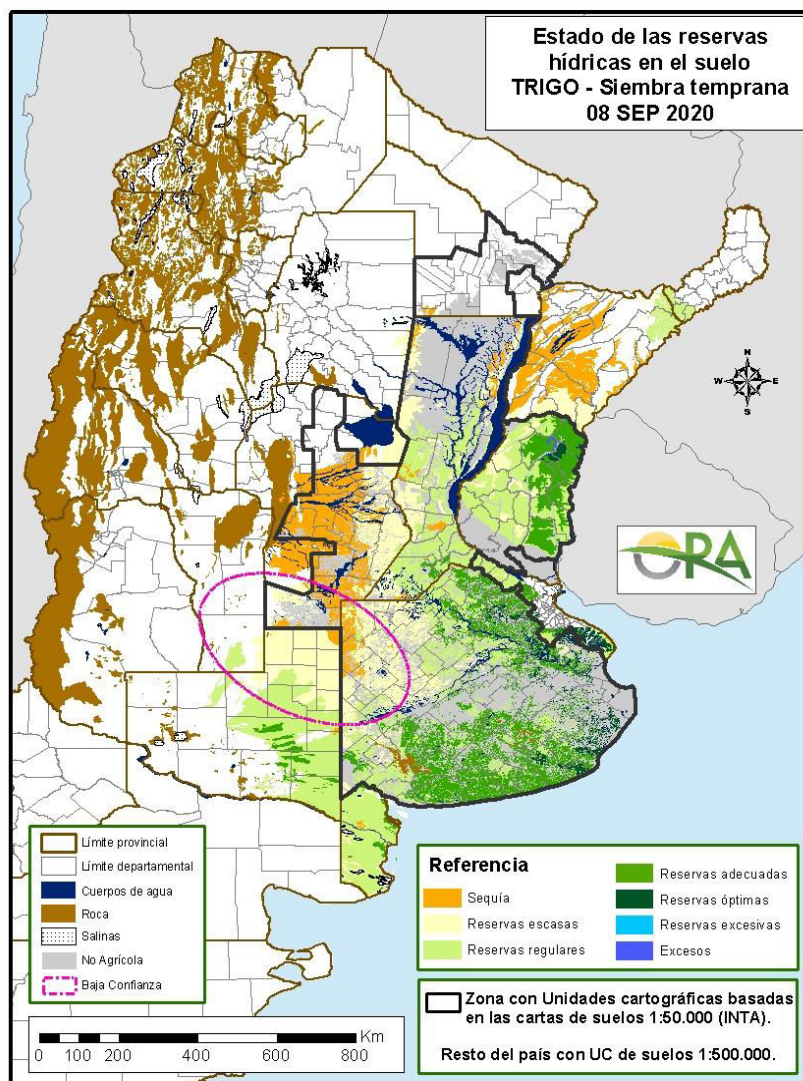 Estado de las reservas
hídricas en el suelo
TRIGO - Siembra temprana
08 SEP 2020
N
W E
S
ORA
Límite provincial
Límite departamental
Cuerpos de agua
Roca
Salinas
No Agrícola
Baja Confianza
Km
0 100 200 400 600 800
Referencia
Sequía
Reservas escasas
Reservas regulares
Reservas adecuadas
Reservas óptimas
Reservas excesivas
Excesos
Zona con Unidades cartográficas basadas
en las cartas de suelos 1:50.000 (INTA).
Resto del país con UC de suelos 1:500.000.